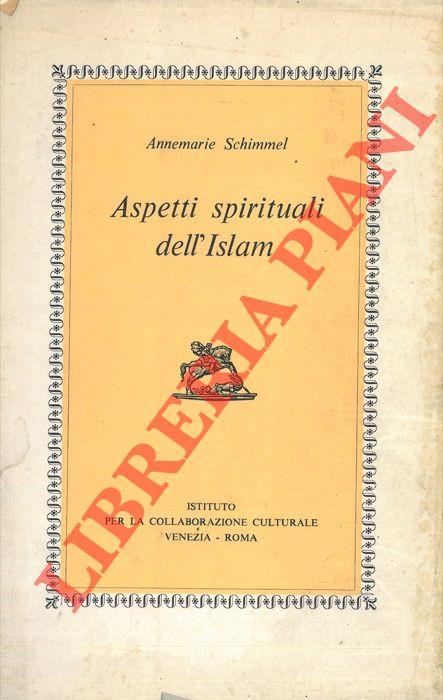 Annemarie Schimmel
Aspetti spirituali
dell'Islam
ISTITUTO
PER LA COLLABORAZIONE CULTURALE
VENEZIA - ROMA
LIBRERIA PIANI